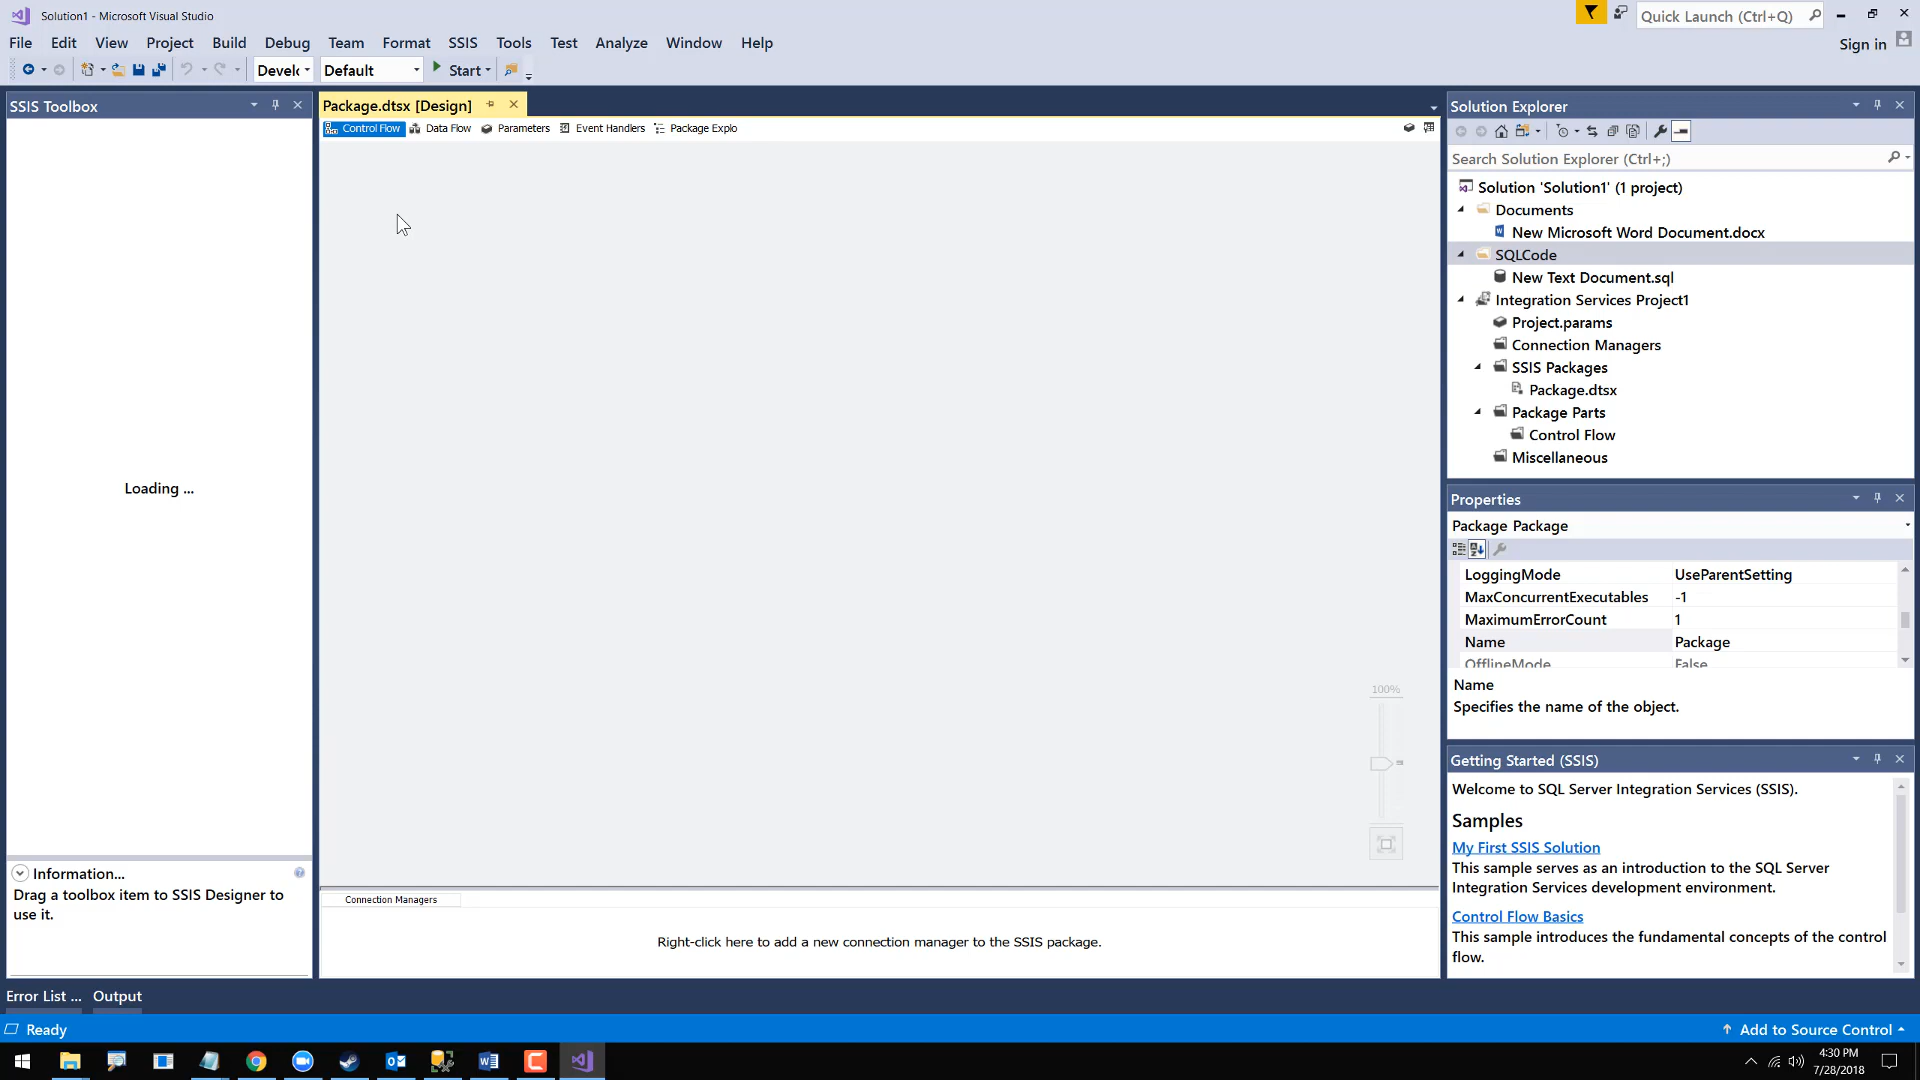 Solution1 - Microsoft Visual Studio
Quick Launch (Ctrl+Q)
File Edit View Project Build Debug Team Format SSIS Tools Test Analyze Window Help
Sign in
Develo Default Start
SSIS Toolbox
Package.dtsx [Design]
Solution Explorer
Control Flow Data Flow Parameters Event Handlers Package Explo
Search Solution Explorer (Ctrl+;)
Solution 'Solution1' (1 project)
Documents
New Microsoft Word Document.docx
SQLCode
New Text Document.sql
Integration Services Project1
Project.params
Connection Managers
SSIS Packages
Package.dtsx
Package Parts
Control Flow
Miscellaneous
Loading ...
Properties
Package Package
LoggingMode UseParentSetting
MaxConcurrentExecutables -1
MaximumErrorCount 1
Name Package
OfflineMode False
Name
Specifies the name of the object.
100%
Getting Started (SSIS)
Welcome to SQL Server Integration Services (SSIS).
Samples
My First SSIS Solution
This sample serves as an introduction to the SQL Server
Integration Services development environment.
Control Flow Basics
This sample introduces the fundamental concepts of the control
flow.
Information...
Drag a toolbox item to SSIS Designer to
use it.
Connection Managers
Right-click here to add a new connection manager to the SSIS package.
Error List ... Output
Ready
Add to Source Control
4:30 PM
7/28/2018